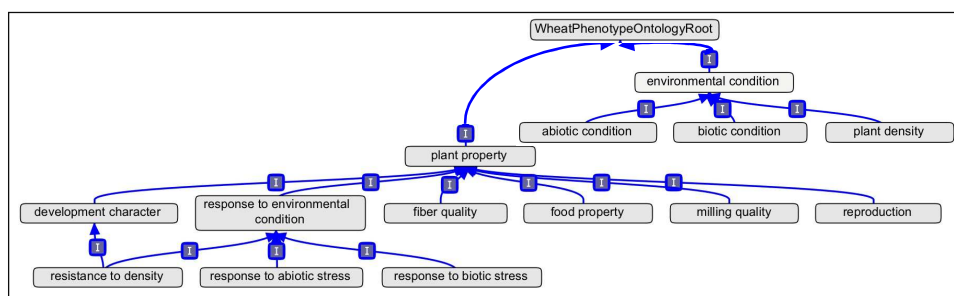 WheatPhenotypeOntologyRoot
I
environmental condition
I
I
I
abiotic condition
biotic condition
plant density
I
plant property
I
I
I
I
I
I
development character
response to environmental
condition
fiber quality
food property
milling quality
reproduction
I
I
I
I
resistance to density
response to abiotic stress
response to biotic stress